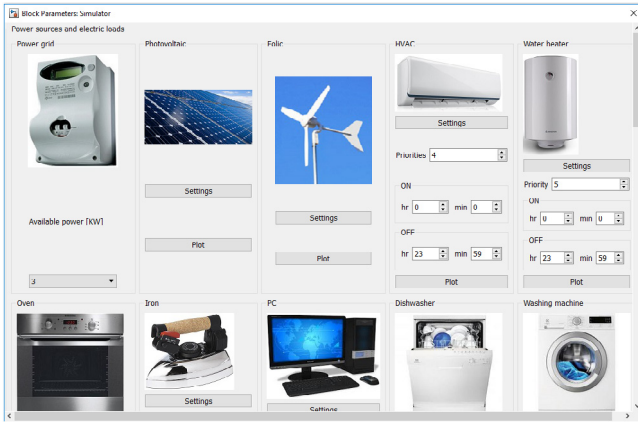 Block Parameters: Simulator
Power sources and electric loads
Power grid
Available power [KW]
3
Photovoltaic
Settings
Plot
Eolic
Settings
Plot
HVAC
Settings
Priorities 4
ON
hr 0 min 0
OFF
hr 23 min 59
Plot
Water heater
Settings
Priority 5
ON
hr 0 min 0
OFF
hr 23 min 59
Plot
Oven
Iron
Settings
PC
Settings
Dishwasher
Washing machine